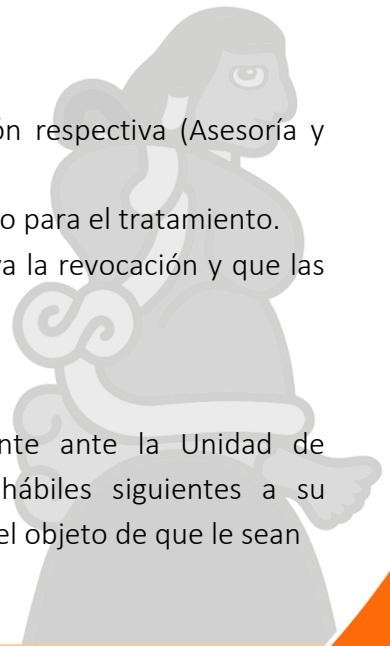 ón respectiva (Asesoría y
o para el tratamiento.
va la revocación y que las
nte ante la Unidad de
hábiles siguientes a su
el objeto de que le sean